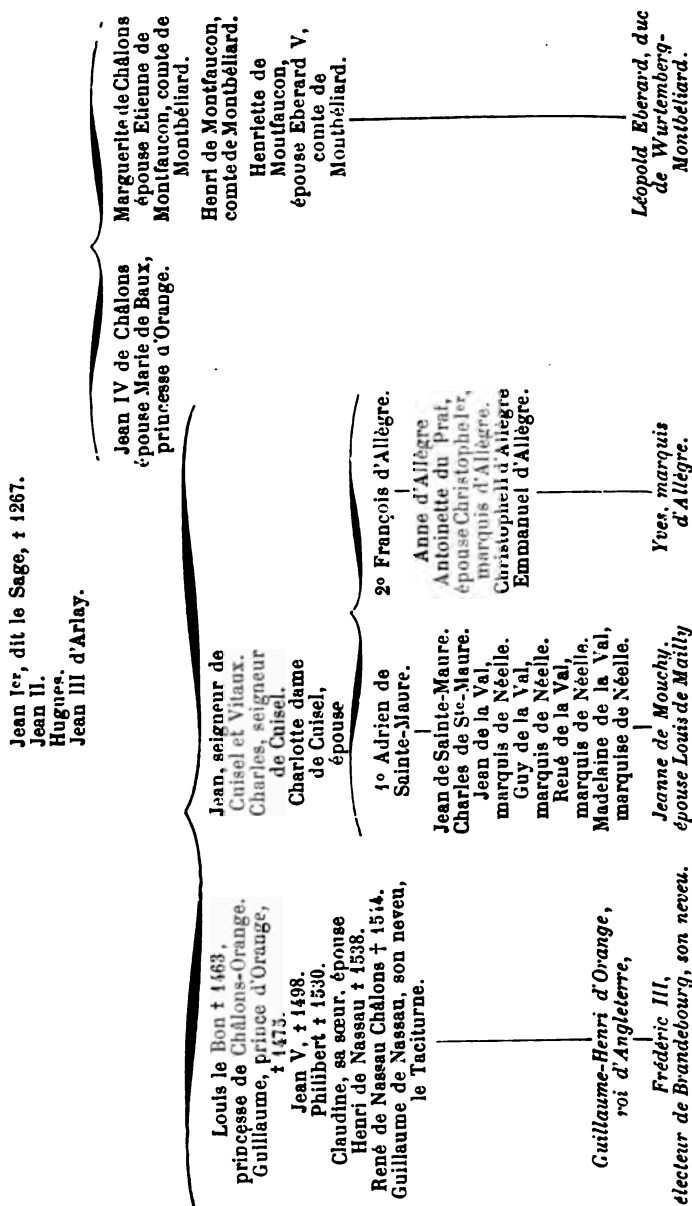 Jean Ier, dit le Sage, † 1267.
Jean II.
Hugues.
Jean III d'Arlay.
Jean IV de Châlons
épouse Marie de Baux,
princesse d'Orange.
Marguerite de Châlons
épouse Etienne de
Montfaucon, comte de
Montbéliard.
Henri de Montfaucon,
comte de Montbéliard.
Henriette de
Montfaucon,
épouse Eberard V,
comte de
Montbéliard.
Léopold Eberard, duc
de Wurtemberg-
Montbéliard.
Louis le Bon † 1463,
princesse de Châlons-Orange.
Guillaume, prince d'Orange,
† 1475.
Jean V, † 1498.
Philibert † 1530.
Claudine, sa sœur, épouse
Henri de Nassau † 1538.
René de Nassau Châlons † 1514.
Guillaume de Nassau, son neveu,
le Taciturne.
Guillaume-Henri d'Orange,
roi d'Angleterre,
Frédéric III,
électeur de Brandebourg, son neveu.
Jean, seigneur de
Cuisel et Vitaux.
Charles, seigneur
de Cuisel.
Charlotte dame
de Cuisel,
épouse
1º Adrien de
Sainte-Maure.
Jean de Sainte-Maure.
Charles de Ste-Maure.
Jean de la Val,
marquis de Néelle.
Guy de la Val,
marquis de Néelle.
René de la Val,
marquis de Néelle.
Madelaine de la Val,
marquise de Néelle.
Jeanne de Mouchy,
épouse Louis de Mailly
2º François d'Allègre.
Anne d'Allègre
Antoinette du Prat,
épouse Christophe Ier,
marquis d'Allègre.
Christophe II d'Allègre
Emmanuel d'Allègre.
Yves, marquis
d'Allègre.